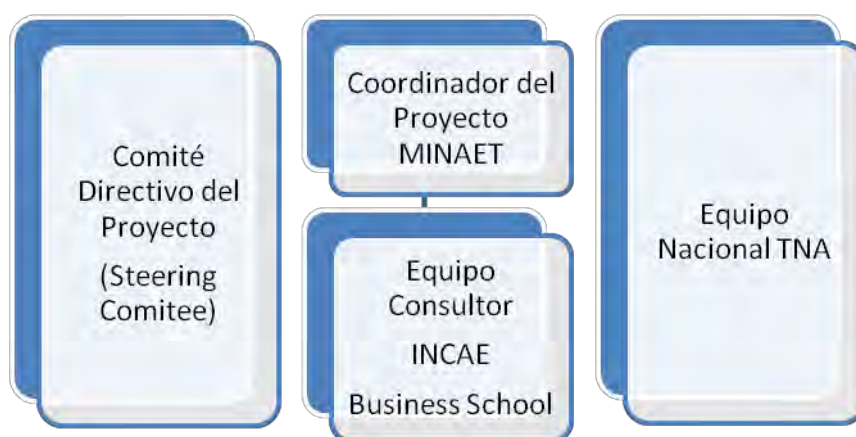 Comité
Directivo del
Proyecto
(Steering
Comitee)
Coordinador del
Proyecto
MINAET
Equipo
Consultor
INCAE
Business School
Equipo
Nacional TNA